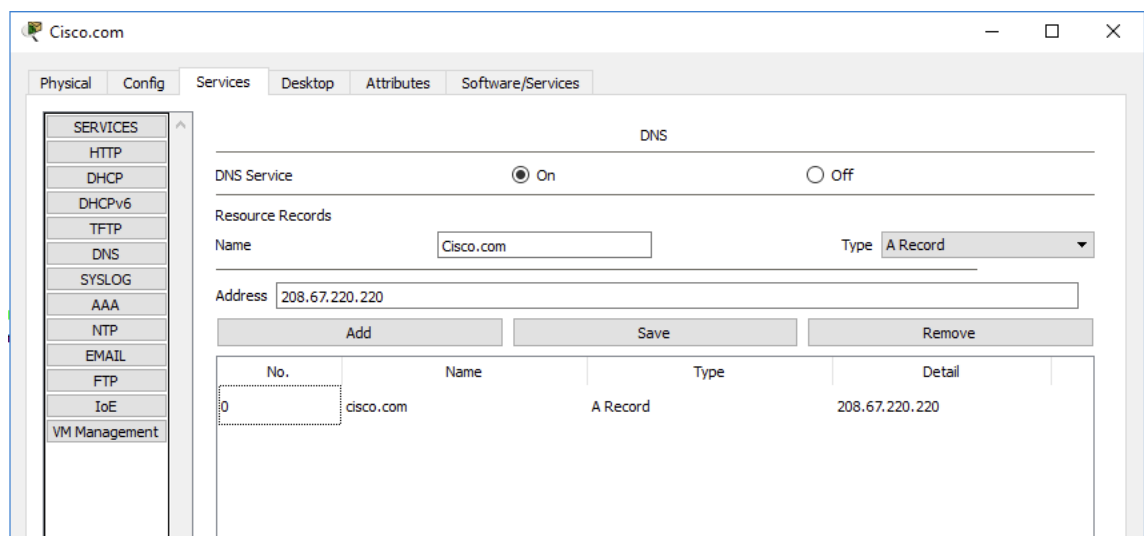 Cisco.com
Physical Config Services Desktop Attributes Software/Services
SERVICES
HTTP
DHCP
DHCPv6
TFTP
DNS
SYSLOG
AAA
NTP
EMAIL
FTP
IoE
VM Management
DNS
DNS Service On Off
Resource Records
Name Cisco.com Type A Record
Address 208.67.220.220
Add Save Remove
No. Name Type Detail
0 cisco.com A Record 208.67.220.220